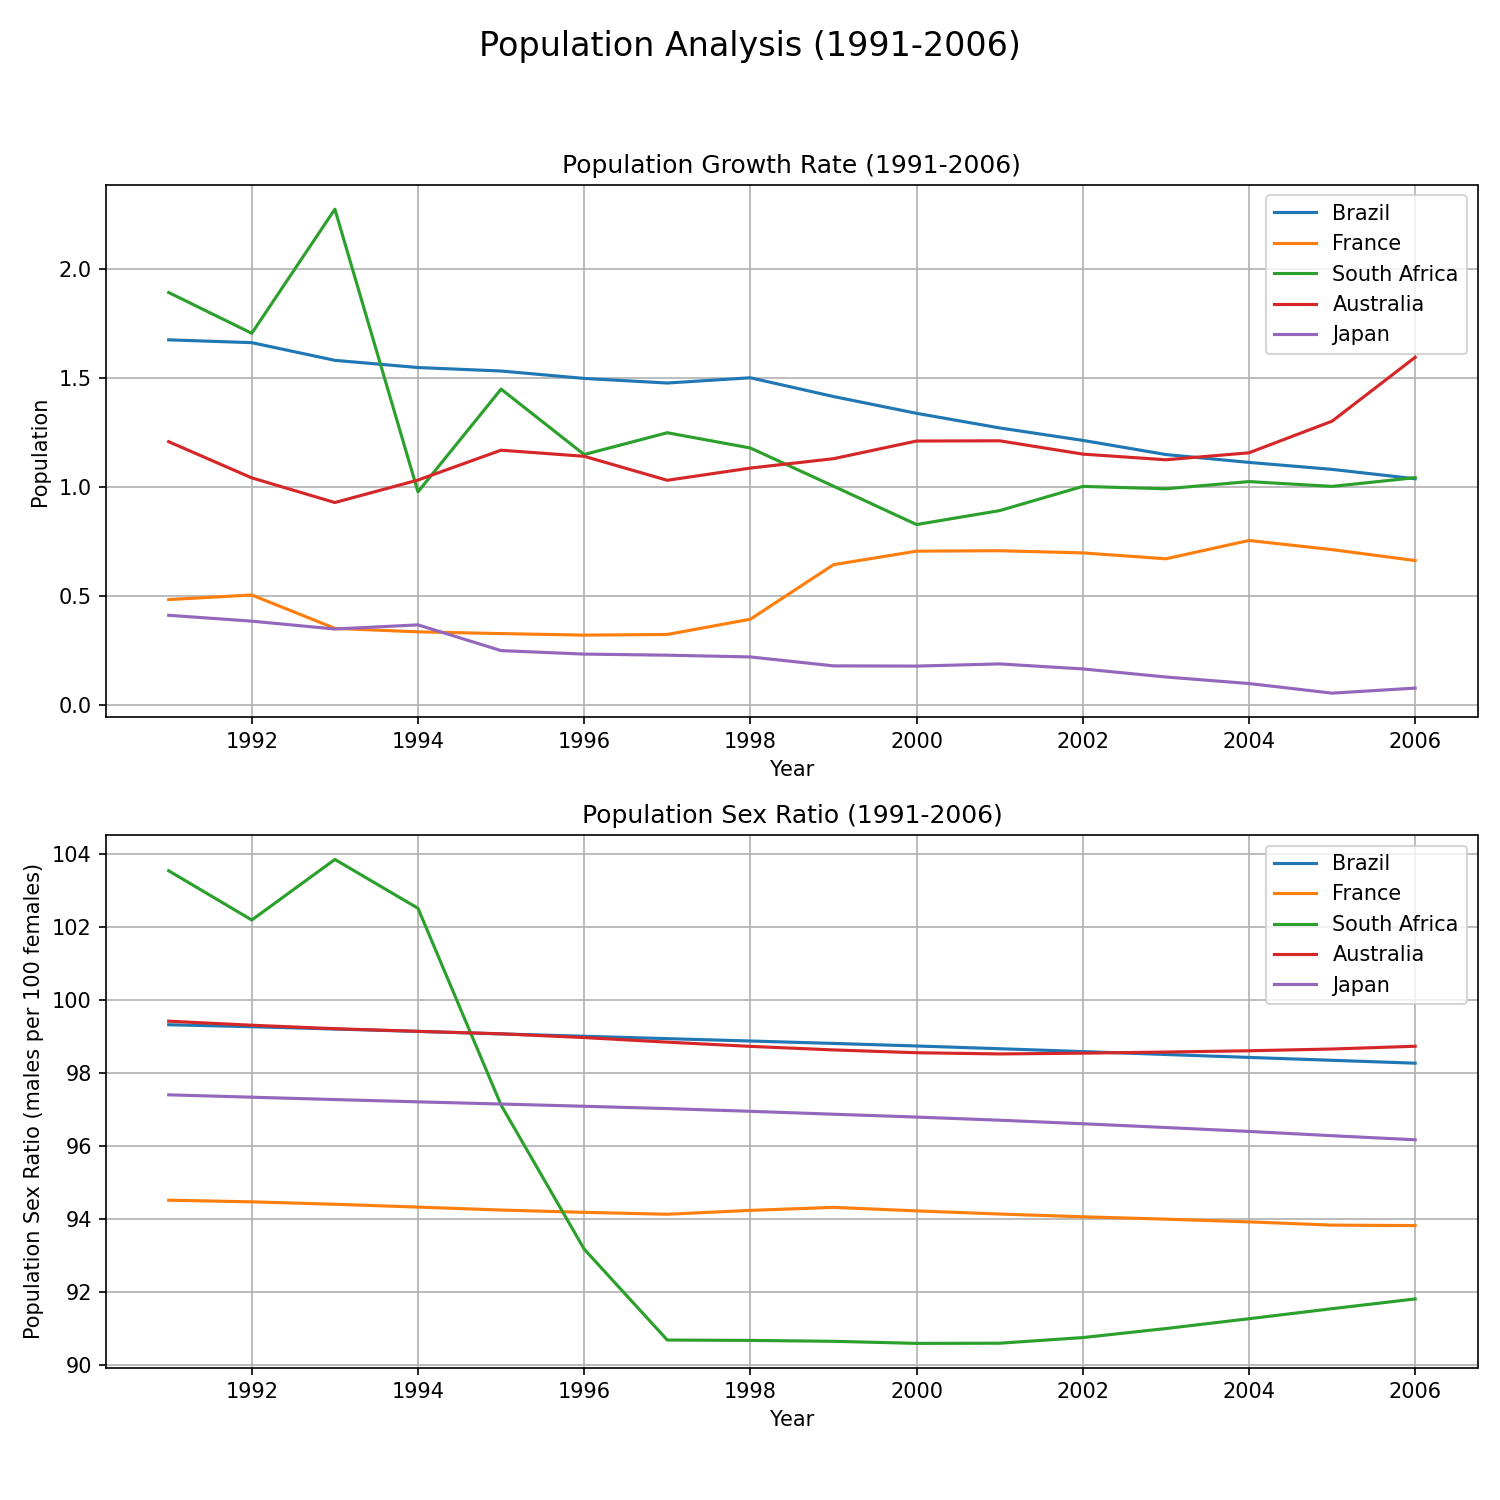 Population Analysis (1991-2006)
Population Growth Rate (1991-2006)
Population
2.0
1.5
1.0
0.5
0.0
Brazil
France
South Africa
Australia
Japan
1992 1994 1996 1998 2000 2002 2004 2006
Year
Population Sex Ratio (1991-2006)
Population Sex Ratio (males per 100 females)
104
102
100
98
96
94
92
90
Brazil
France
South Africa
Australia
Japan
1992 1994 1996 1998 2000 2002 2004 2006
Year